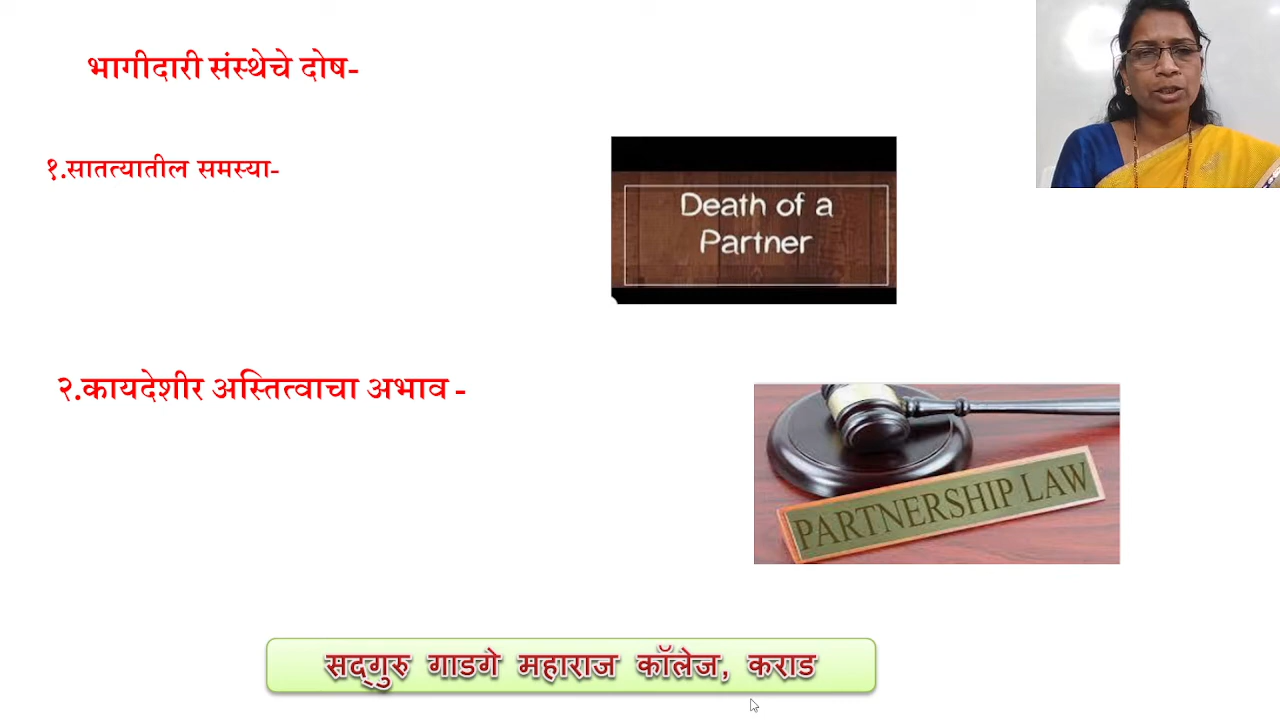 भागीदारी संस्थेचे दोष-
१.सातत्यातील समस्या-
Death of a
Partner
२.कायदेशीर अस्तित्वाचा अभाव -
PARTNERSHIP LAW
सद्‌गुरु गाडगे महाराज कॉलेज, कराड